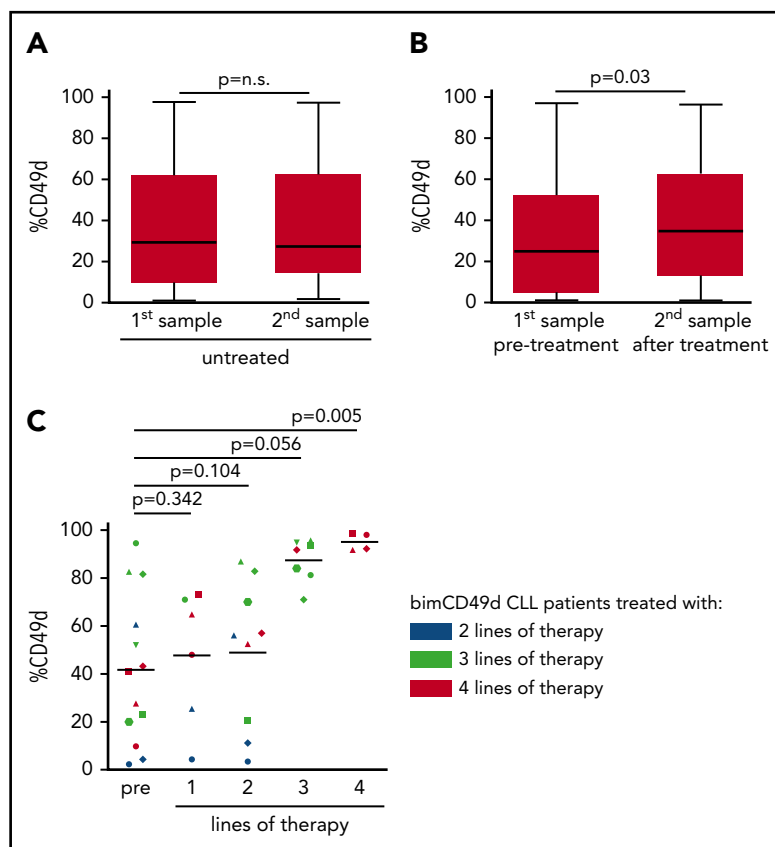 A
p=n.s.
%CD49d
100
80
60
40
20
0
1st sample
2nd sample
untreated
B
p=0.03
%CD49d
100
80
60
40
20
0
1st sample
pre-treatment
2nd sample
after treatment
C
p=0.005
p=0.056
p=0.104
p=0.342
%CD49d
100
80
60
40
20
0
pre
1
2
3
4
lines of therapy
bimCD49d CLL patients treated with:
2 lines of therapy
3 lines of therapy
4 lines of therapy